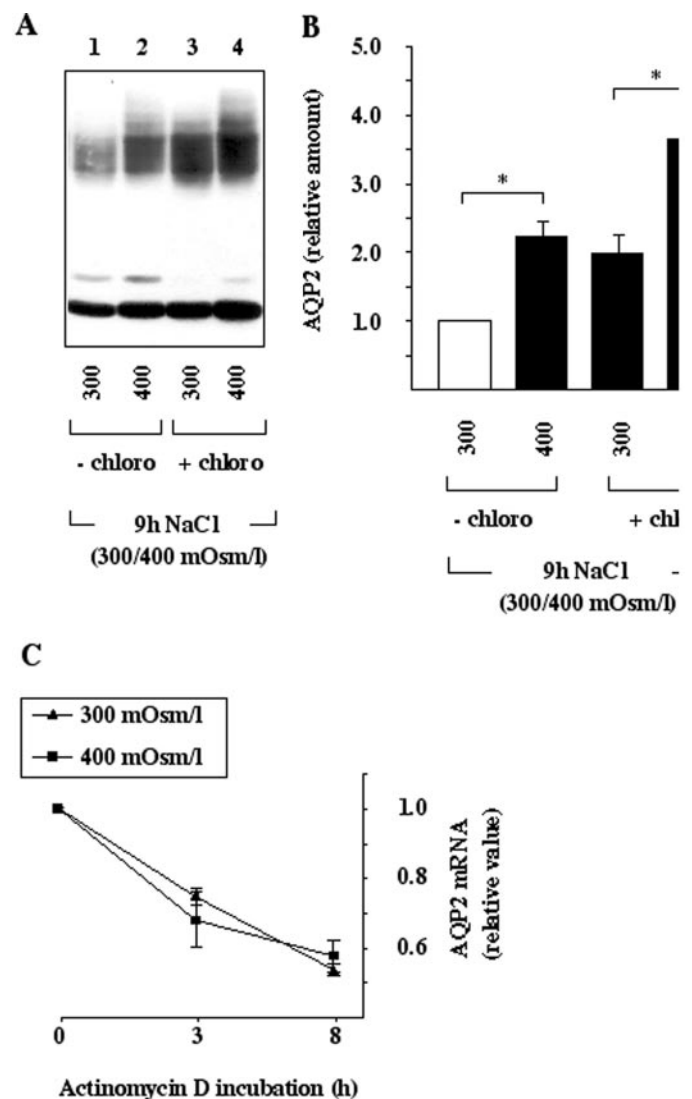 A
1 2 3 4
300 400 300 400
- chloro + chloro
9h NaCl
(300/400 mOsm/l)
B
5.0
4.0
3.0
2.0
1.0
AQP2 (relative amount)
*
*
300 400 300
- chloro + chl
9h NaCl
(300/400 mOsm/l)
C
300 mOsm/l
400 mOsm/l
1.0
0.8
0.6
AQP2 mRNA
(relative value)
0 3 8
Actinomycin D incubation (h)